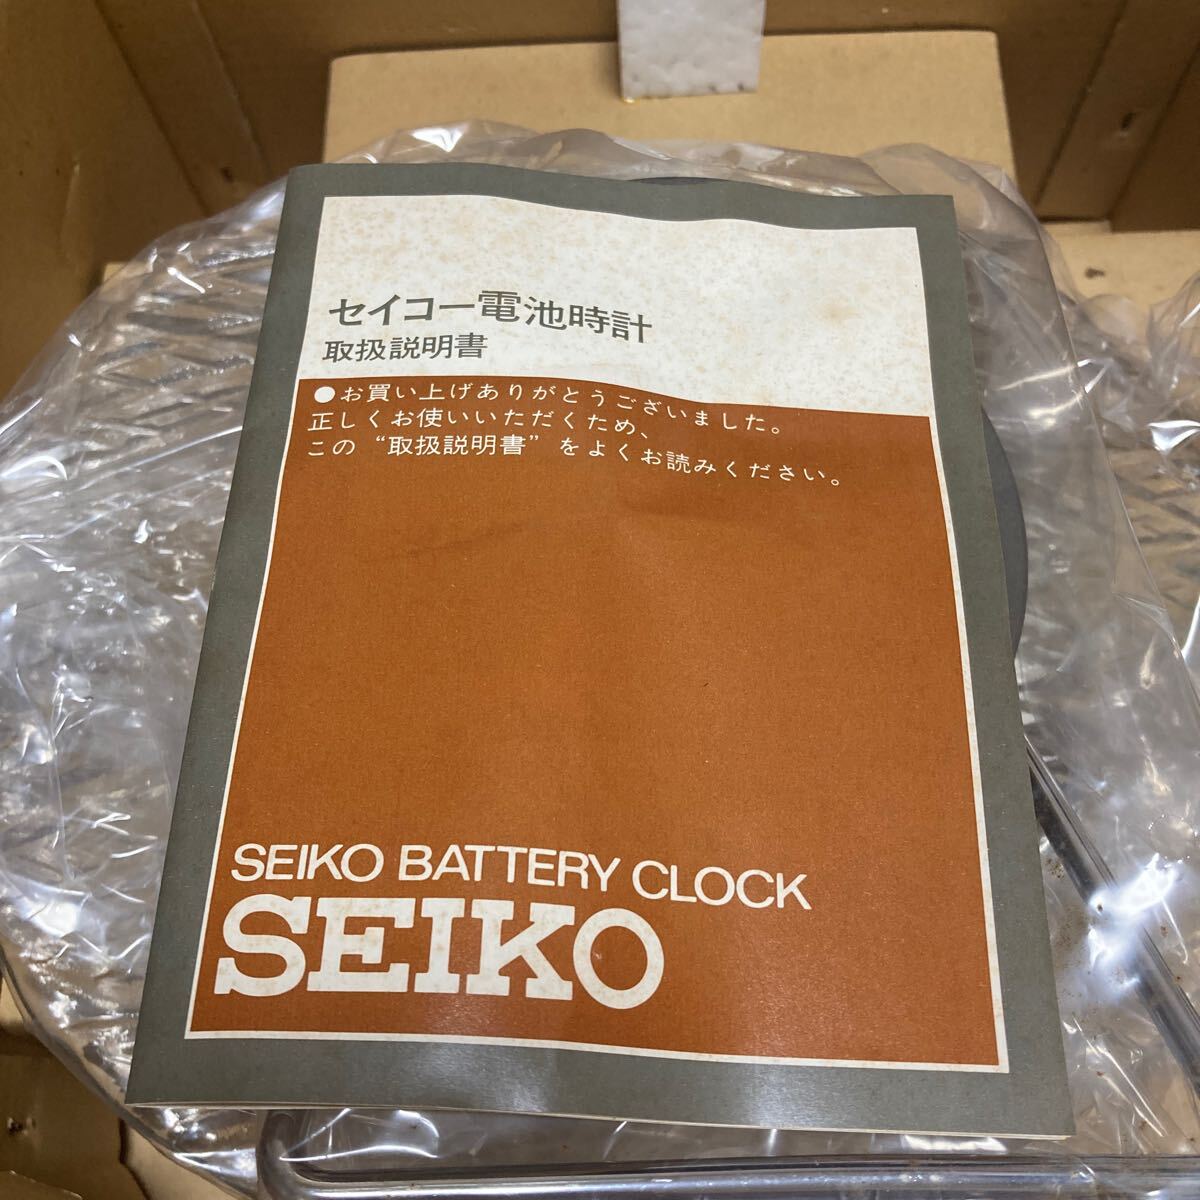 セイコー電池時計
取扱説明書
●お買い上げありがとうございました。
正しくお使いいただくため、
この“取扱説明書”をよくお読みください。
SEIKO BATTERY CLOCK
SEIKO